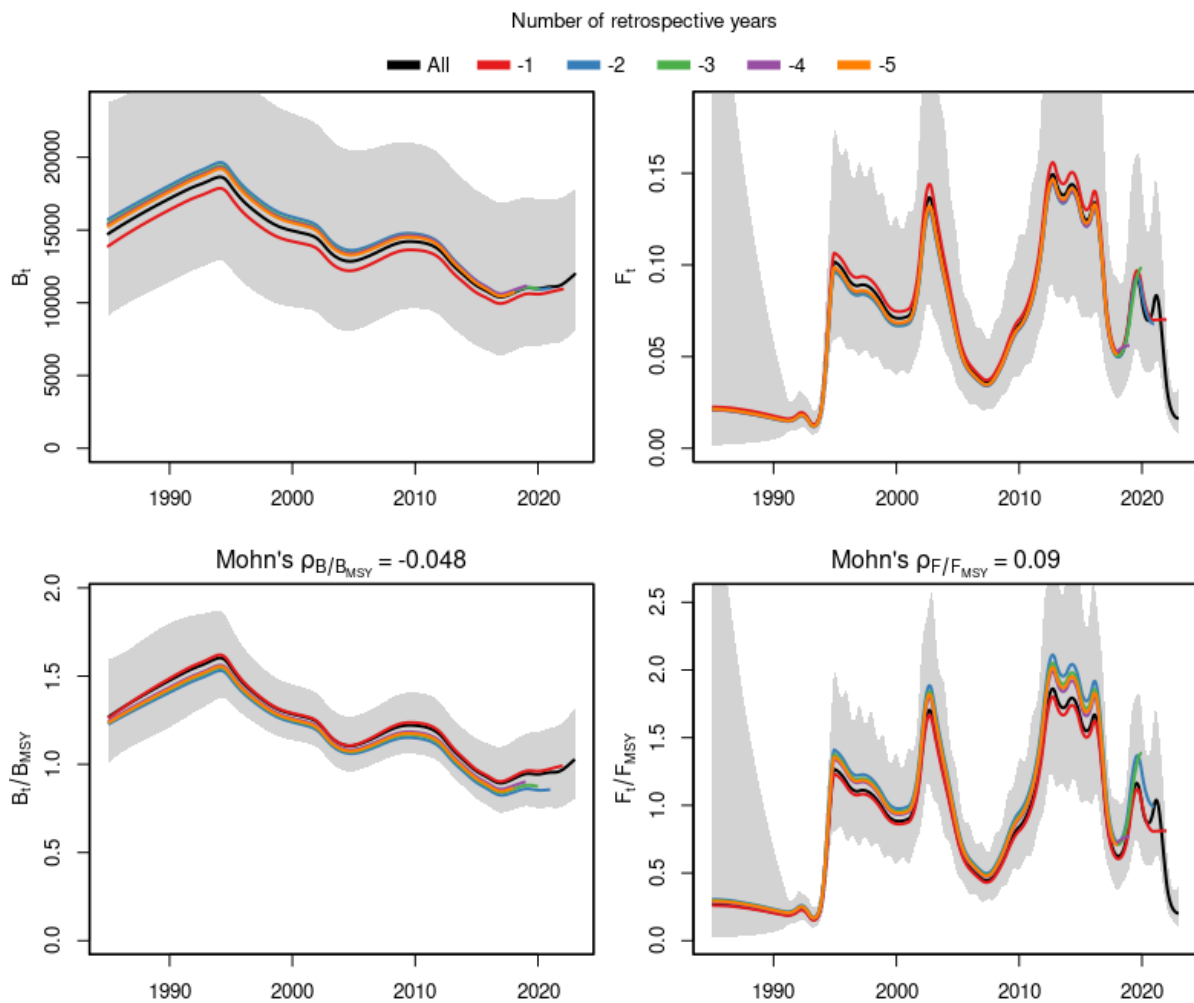 Number of retrospective years
All -1 -2 -3 -4 -5
Bt
20000
15000
10000
5000
0
1990 2000 2010 2020
Ft
0.15
0.10
0.05
0.00
1990 2000 2010 2020
Mohn's ρB/BMSY = -0.048
Bt/BMSY
2.0
1.5
1.0
0.5
0.0
1990 2000 2010 2020
Mohn's ρF/FMSY = 0.09
Ft/FMSY
2.5
2.0
1.5
1.0
0.5
0.0
1990 2000 2010 2020